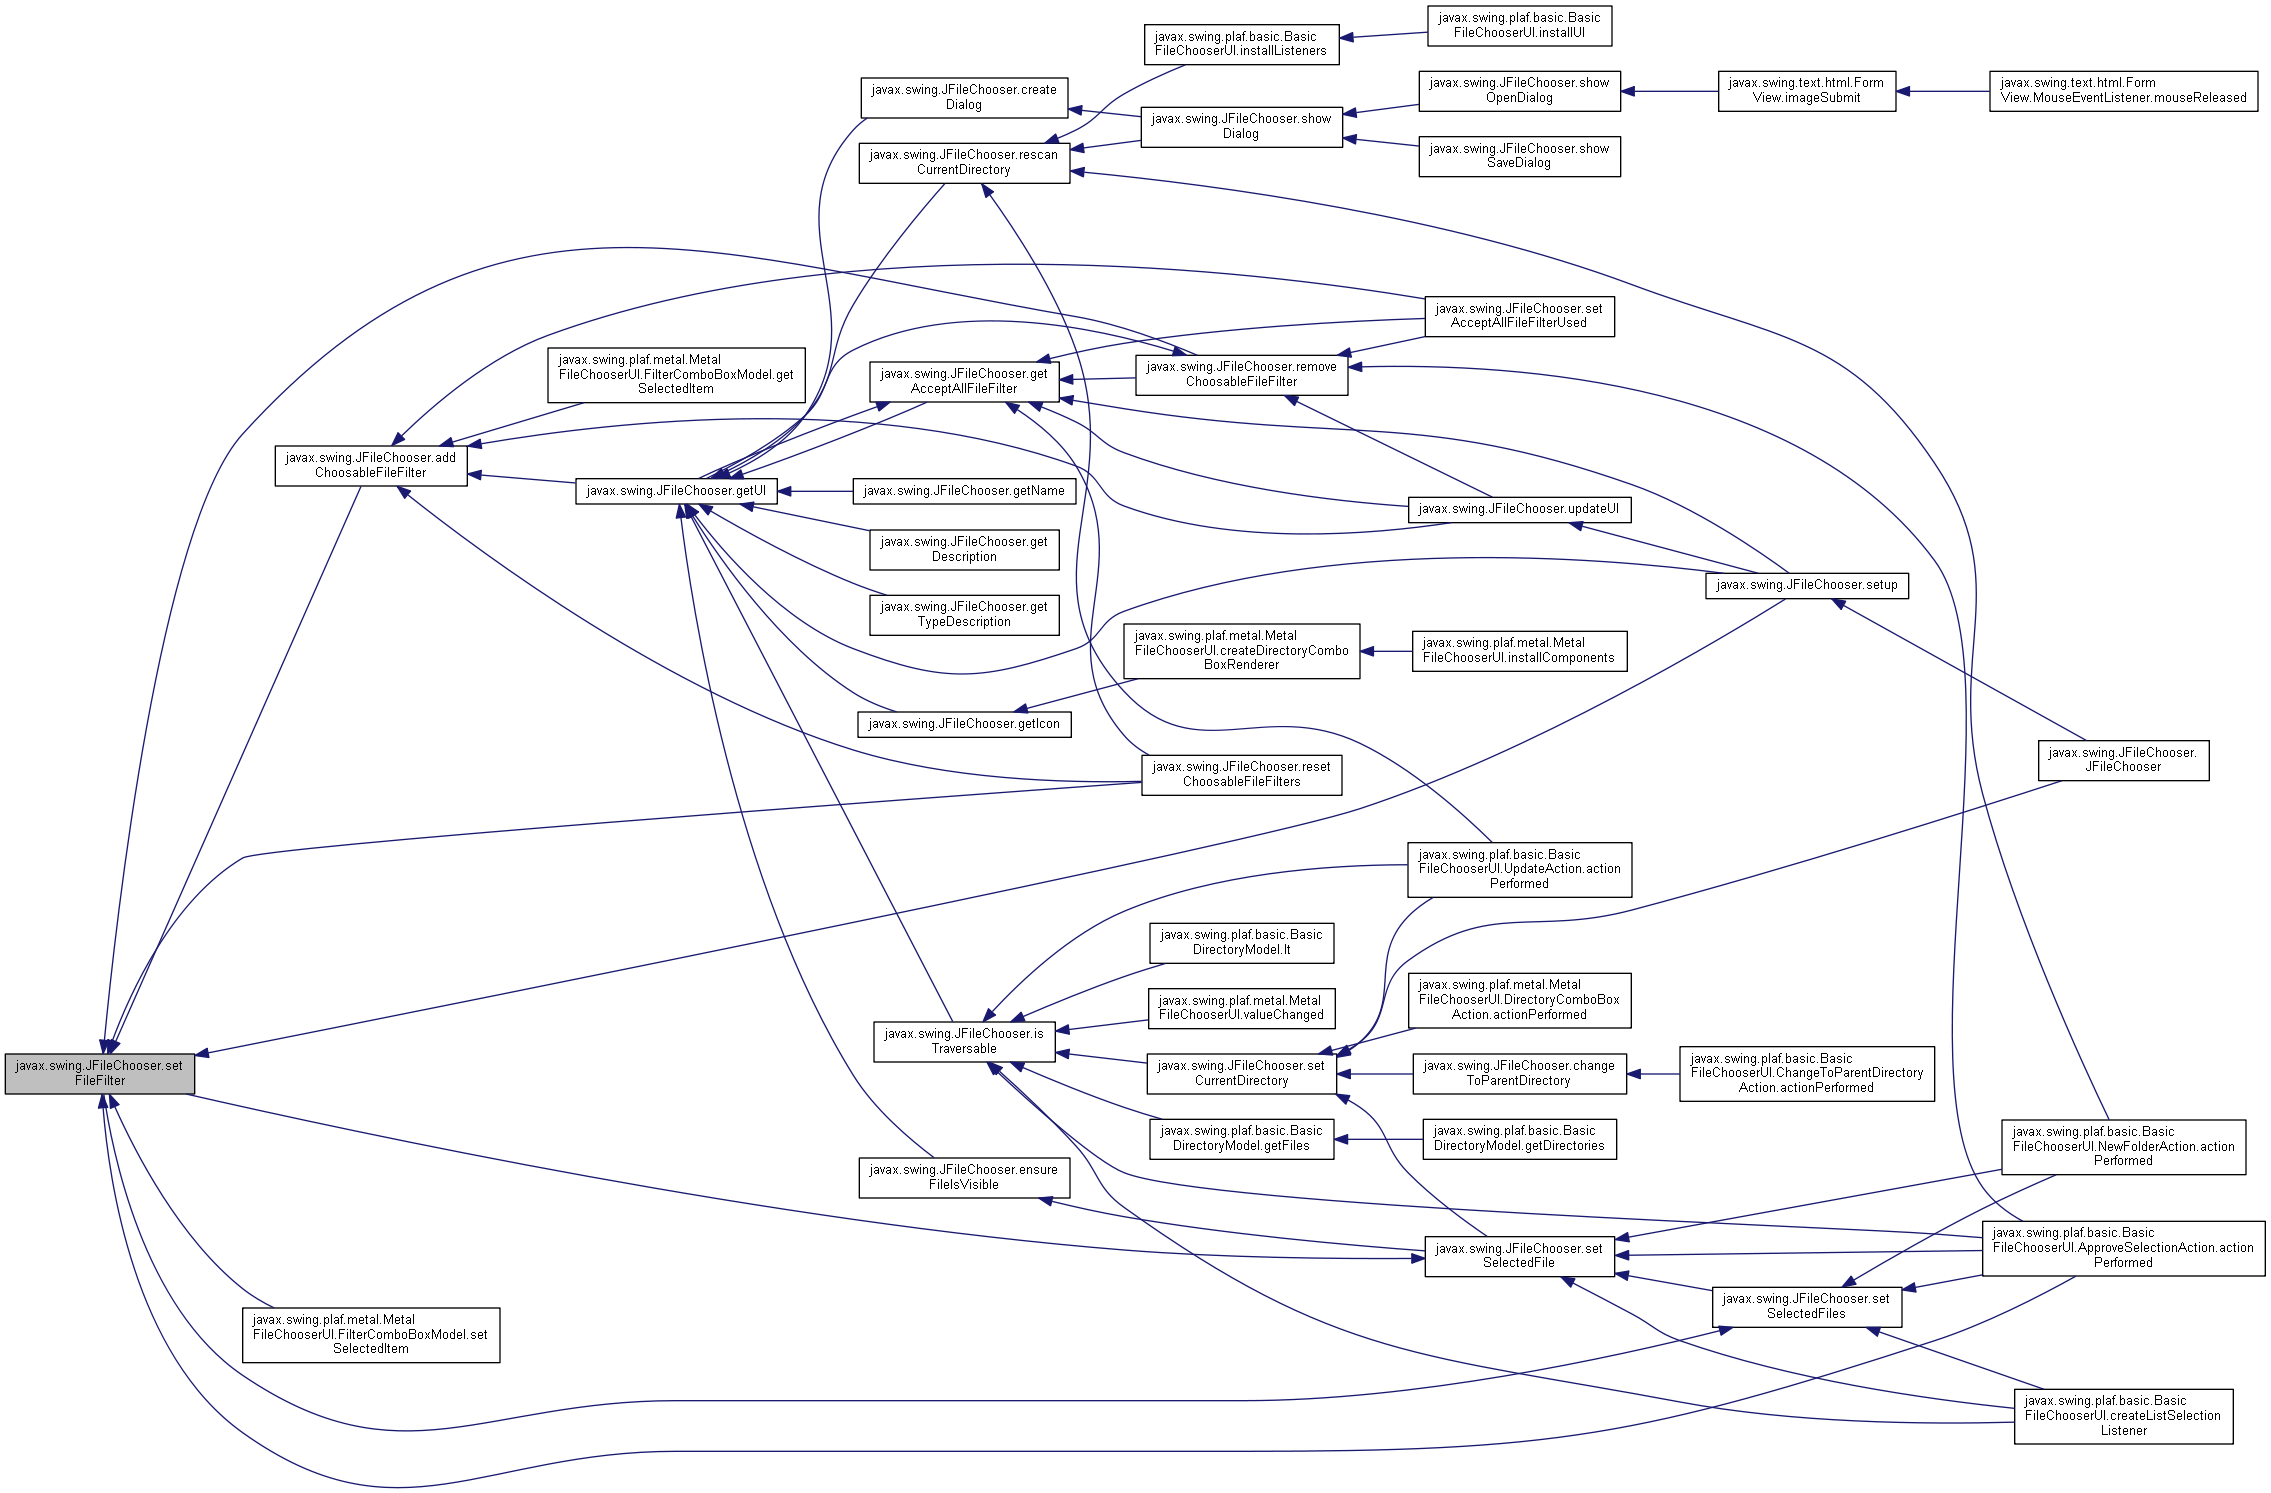 javax.swing.plaf.basic.Basic
FileChooserUI.installUI
javax.swing.plaf.basic.Basic
FileChooserUI.installListeners
javax.swing.JFileChooser.create
Dialog
javax.swing.JFileChooser.show
OpenDialog
javax.swing.text.html.Form
View.imageSubmit
javax.swing.text.html.Form
View.MouseEventListener.mouseReleased
javax.swing.JFileChooser.show
Dialog
javax.swing.JFileChooser.show
SaveDialog
javax.swing.JFileChooser.rescan
CurrentDirectory
javax.swing.JFileChooser.set
AcceptAllFileFilterUsed
javax.swing.plaf.metal.Metal
FileChooserUI.FilterComboBoxModel.get
SelectedItem
javax.swing.JFileChooser.get
AcceptAllFileFilter
javax.swing.JFileChooser.remove
ChoosableFileFilter
javax.swing.JFileChooser.add
ChoosableFileFilter
javax.swing.JFileChooser.getUI
javax.swing.JFileChooser.getName
javax.swing.JFileChooser.updateUI
javax.swing.JFileChooser.get
Description
javax.swing.JFileChooser.setup
javax.swing.JFileChooser.get
TypeDescription
javax.swing.plaf.metal.Metal
FileChooserUI.createDirectoryCombo
BoxRenderer
javax.swing.plaf.metal.Metal
FileChooserUI.installComponents
javax.swing.JFileChooser.getIcon
javax.swing.JFileChooser.
JFileChooser
javax.swing.JFileChooser.reset
ChoosableFileFilters
javax.swing.plaf.basic.Basic
FileChooserUI.UpdateAction.action
Performed
javax.swing.plaf.basic.Basic
DirectoryModel.lt
javax.swing.plaf.metal.Metal
FileChooserUI.valueChanged
javax.swing.plaf.metal.Metal
FileChooserUI.DirectoryComboBox
Action.actionPerformed
javax.swing.JFileChooser.is
Traversable
javax.swing.JFileChooser.set
FileFilter
javax.swing.JFileChooser.set
CurrentDirectory
javax.swing.JFileChooser.change
ToParentDirectory
javax.swing.plaf.basic.Basic
FileChooserUI.ChangeToParentDirectory
Action.actionPerformed
javax.swing.plaf.basic.Basic
DirectoryModel.getFiles
javax.swing.plaf.basic.Basic
DirectoryModel.getDirectories
javax.swing.plaf.basic.Basic
FileChooserUI.NewFolderAction.action
Performed
javax.swing.JFileChooser.ensure
FileIsVisible
javax.swing.JFileChooser.set
SelectedFile
javax.swing.plaf.basic.Basic
FileChooserUI.ApproveSelectionAction.action
Performed
javax.swing.JFileChooser.set
SelectedFiles
javax.swing.plaf.metal.Metal
FileChooserUI.FilterComboBoxModel.set
SelectedItem
javax.swing.plaf.basic.Basic
FileChooserUI.createListSelection
Listener